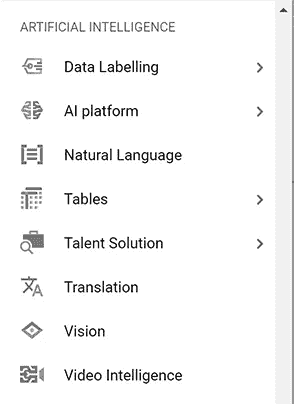 ARTIFICIAL INTELLIGENCE
Data Labelling
AI platform
Natural Language
Tables
Talent Solution
Translation
Vision
Video Intelligence